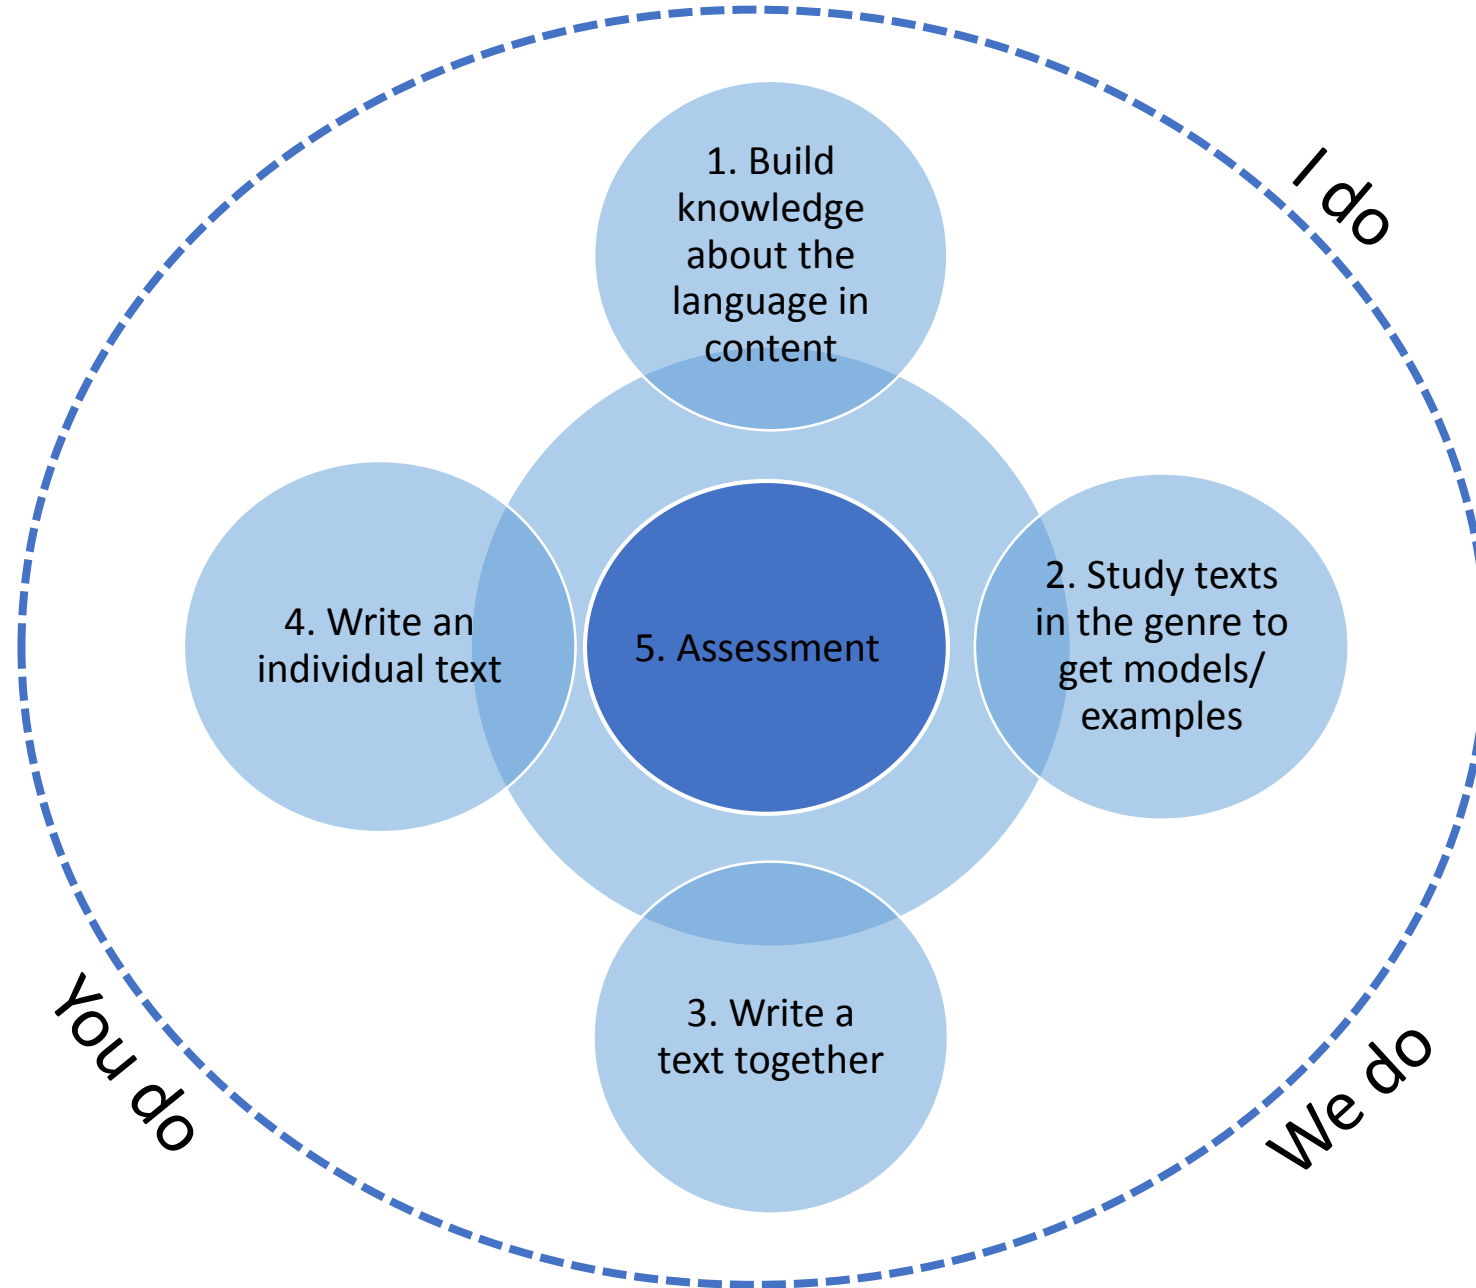 I do
1. Build
knowledge
about the
language in
content
2. Study texts
in the genre to
get models/
examples
4. Write an
individual text
5. Assessment
3. Write a
text together
You do
We do